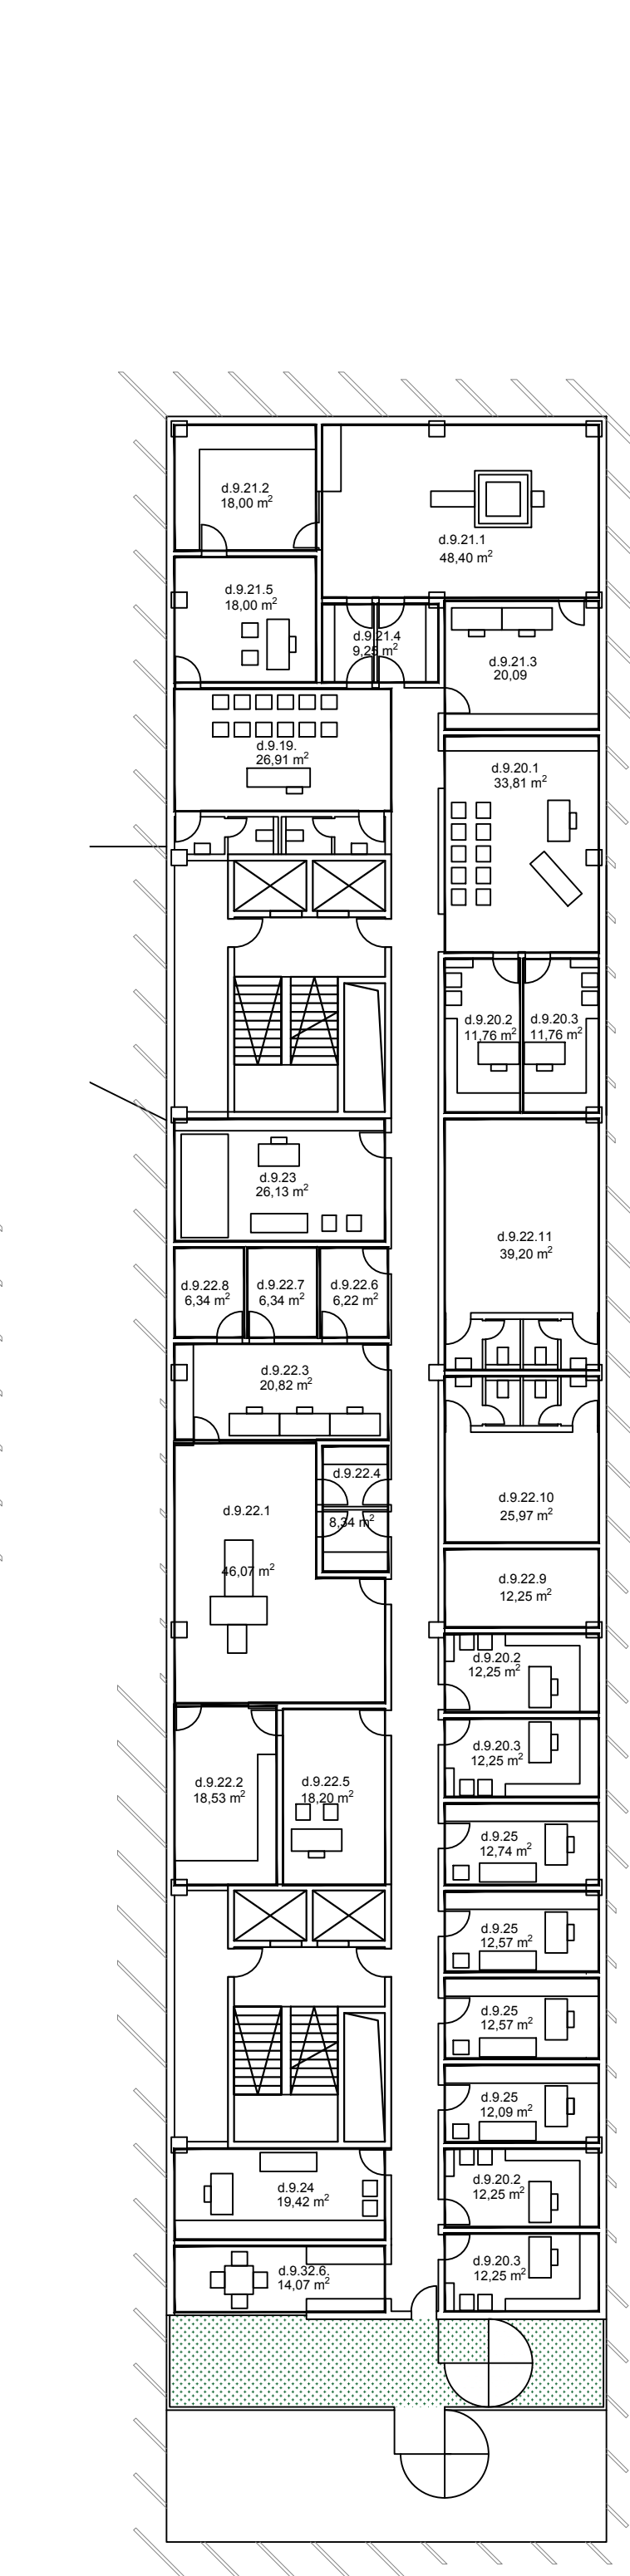 d.9.21.2
18,00 m²
d.9.21.1
48,40 m²
d.9.21.5
18,00 m²
d.9.21.4
9,25 m²
d.9.21.3
20,09
d.9.19.
26,91 m²
d.9.20.1
33,81 m²
d.9.20.2
11,76 m²
d.9.20.3
11,76 m²
d.9.23
26,13 m²
d.9.22.11
39,20 m²
d.9.22.8
6,34 m²
d.9.22.7
6,34 m²
d.9.22.6
6,22 m²
d.9.22.3
20,82 m²
d.9.22.4
8,34 m²
d.9.22.1
46,07 m²
d.9.22.10
25,97 m²
d.9.22.9
12,25 m²
d.9.20.2
12,25 m²
d.9.20.3
12,25 m²
d.9.22.2
18,53 m²
d.9.22.5
18,20 m²
d.9.25
12,74 m²
d.9.25
12,57 m²
d.9.25
12,57 m²
d.9.25
12,09 m²
d.9.24
19,42 m²
d.9.20.2
12,25 m²
d.9.32.6.
14,07 m²
d.9.20.3
12,25 m²